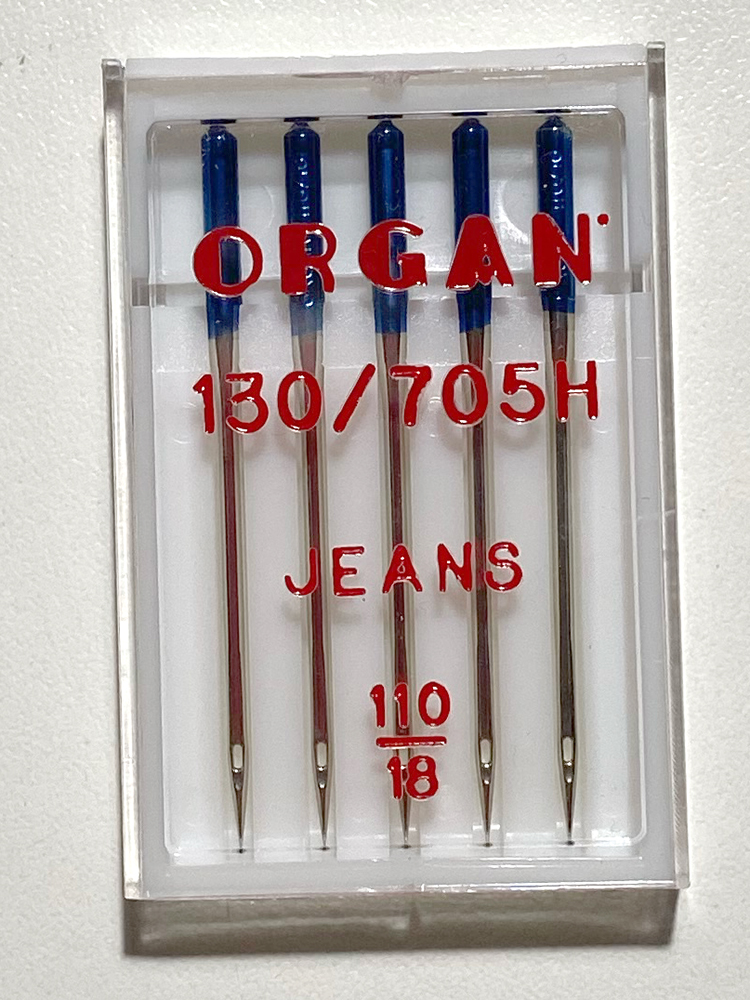 ORGAN
130/705H
JEANS
110
18